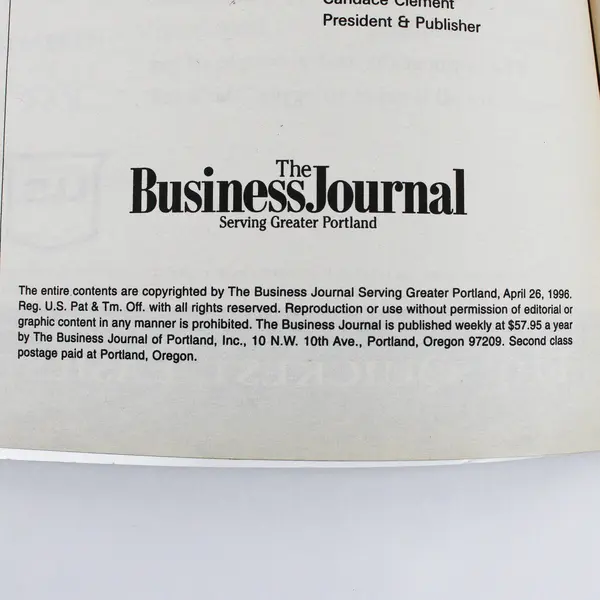 Candace Clement
President & Publisher
The
Business Journal
Serving Greater Portland
The entire contents are copyrighted by The Business Journal Serving Greater Portland, April 26, 1996.
Reg. U.S. Pat & Tm. Off. with all rights reserved. Reproduction or use without permission of editorial or
graphic content in any manner is prohibited. The Business Journal is published weekly at $57.95 a year
by The Business Journal of Portland, Inc., 10 N.W. 10th Ave., Portland, Oregon 97209. Second class
postage paid at Portland, Oregon.